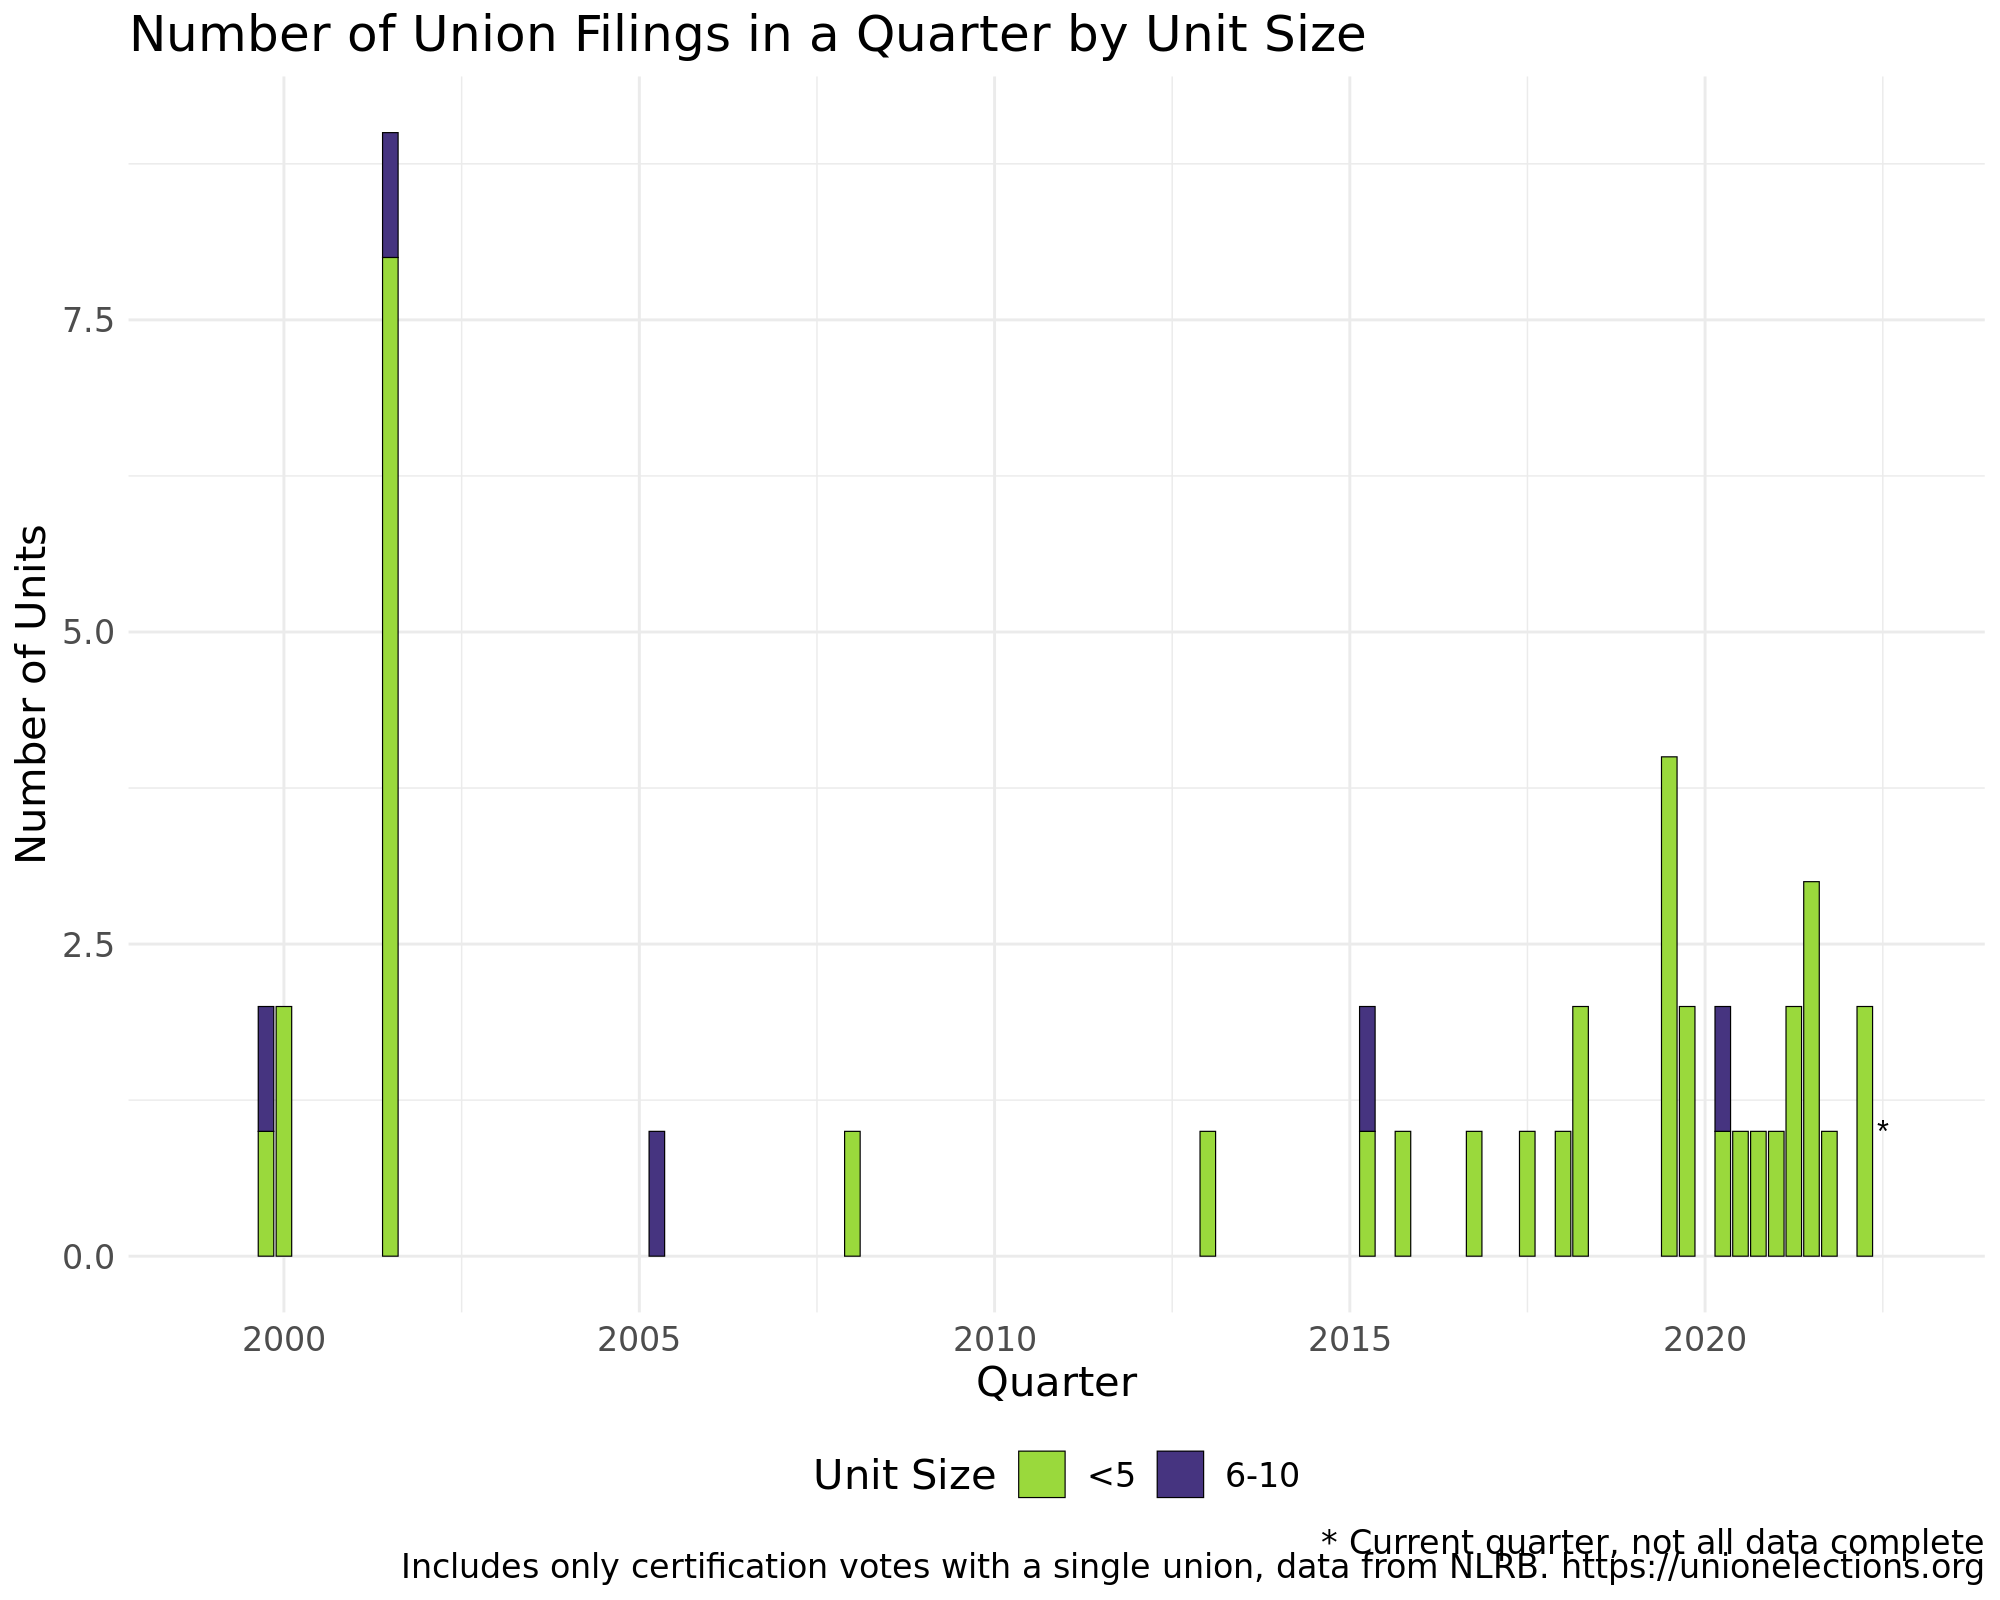 Number of Union Filings in a Quarter by Unit Size
Number of Units
7.5
5.0
2.5
0.0
*
2000 2005 2010 2015 2020
Quarter
Unit Size <5 6-10
* Current quarter, not all data complete
Includes only certification votes with a single union, data from NLRB. https://unionelections.org